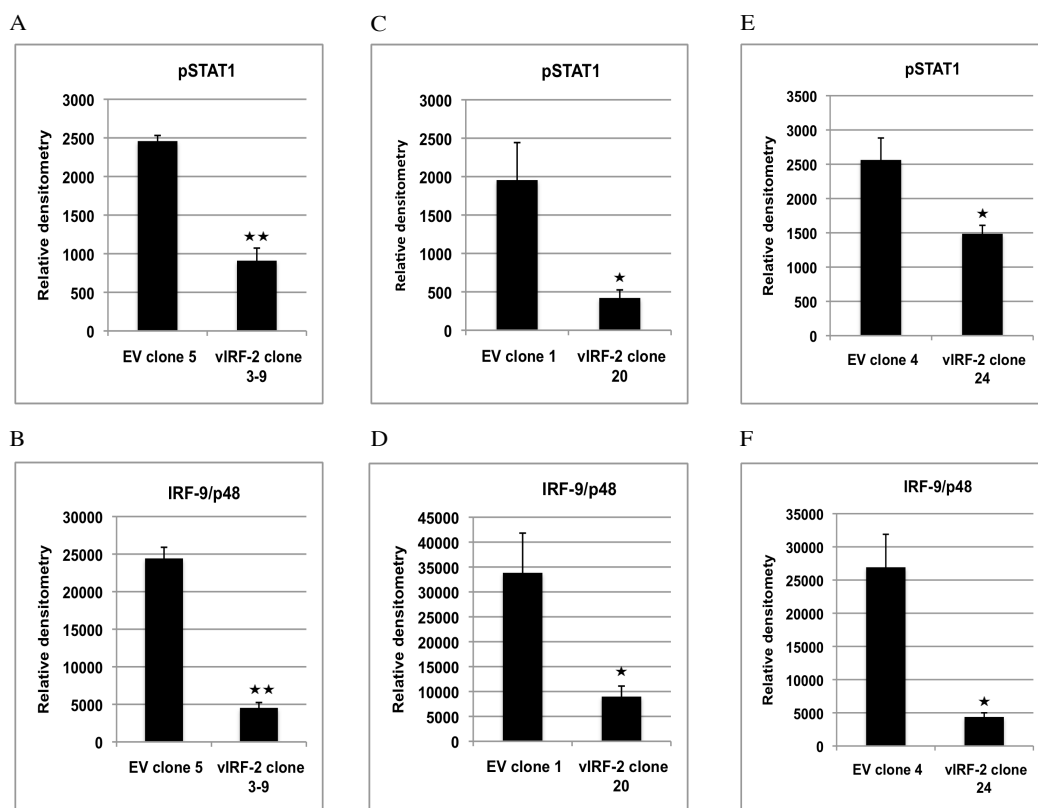 A
pSTAT1
Relative densitometry
3000
2500
2000
1500
1000
500
0
★★
EV clone 5
vIRF-2 clone
3-9
C
pSTAT1
Relative densitometry
3000
2500
2000
1500
1000
500
0
★
EV clone 1
vIRF-2 clone
20
E
pSTAT1
Relative densitometry
3500
3000
2500
2000
1500
1000
500
0
★
EV clone 4
vIRF-2 clone
24
B
IRF-9/p48
Relative densitometry
30000
25000
20000
15000
10000
5000
0
★★
EV clone 5
vIRF-2 clone
3-9
D
IRF-9/p48
Relative densitometry
45000
40000
35000
30000
25000
20000
15000
10000
5000
0
★
EV clone 1
vIRF-2 clone
20
F
IRF-9/p48
Relative densitomety
35000
30000
25000
20000
15000
10000
5000
0
★
EV clone 4
vIRF-2 clone
24